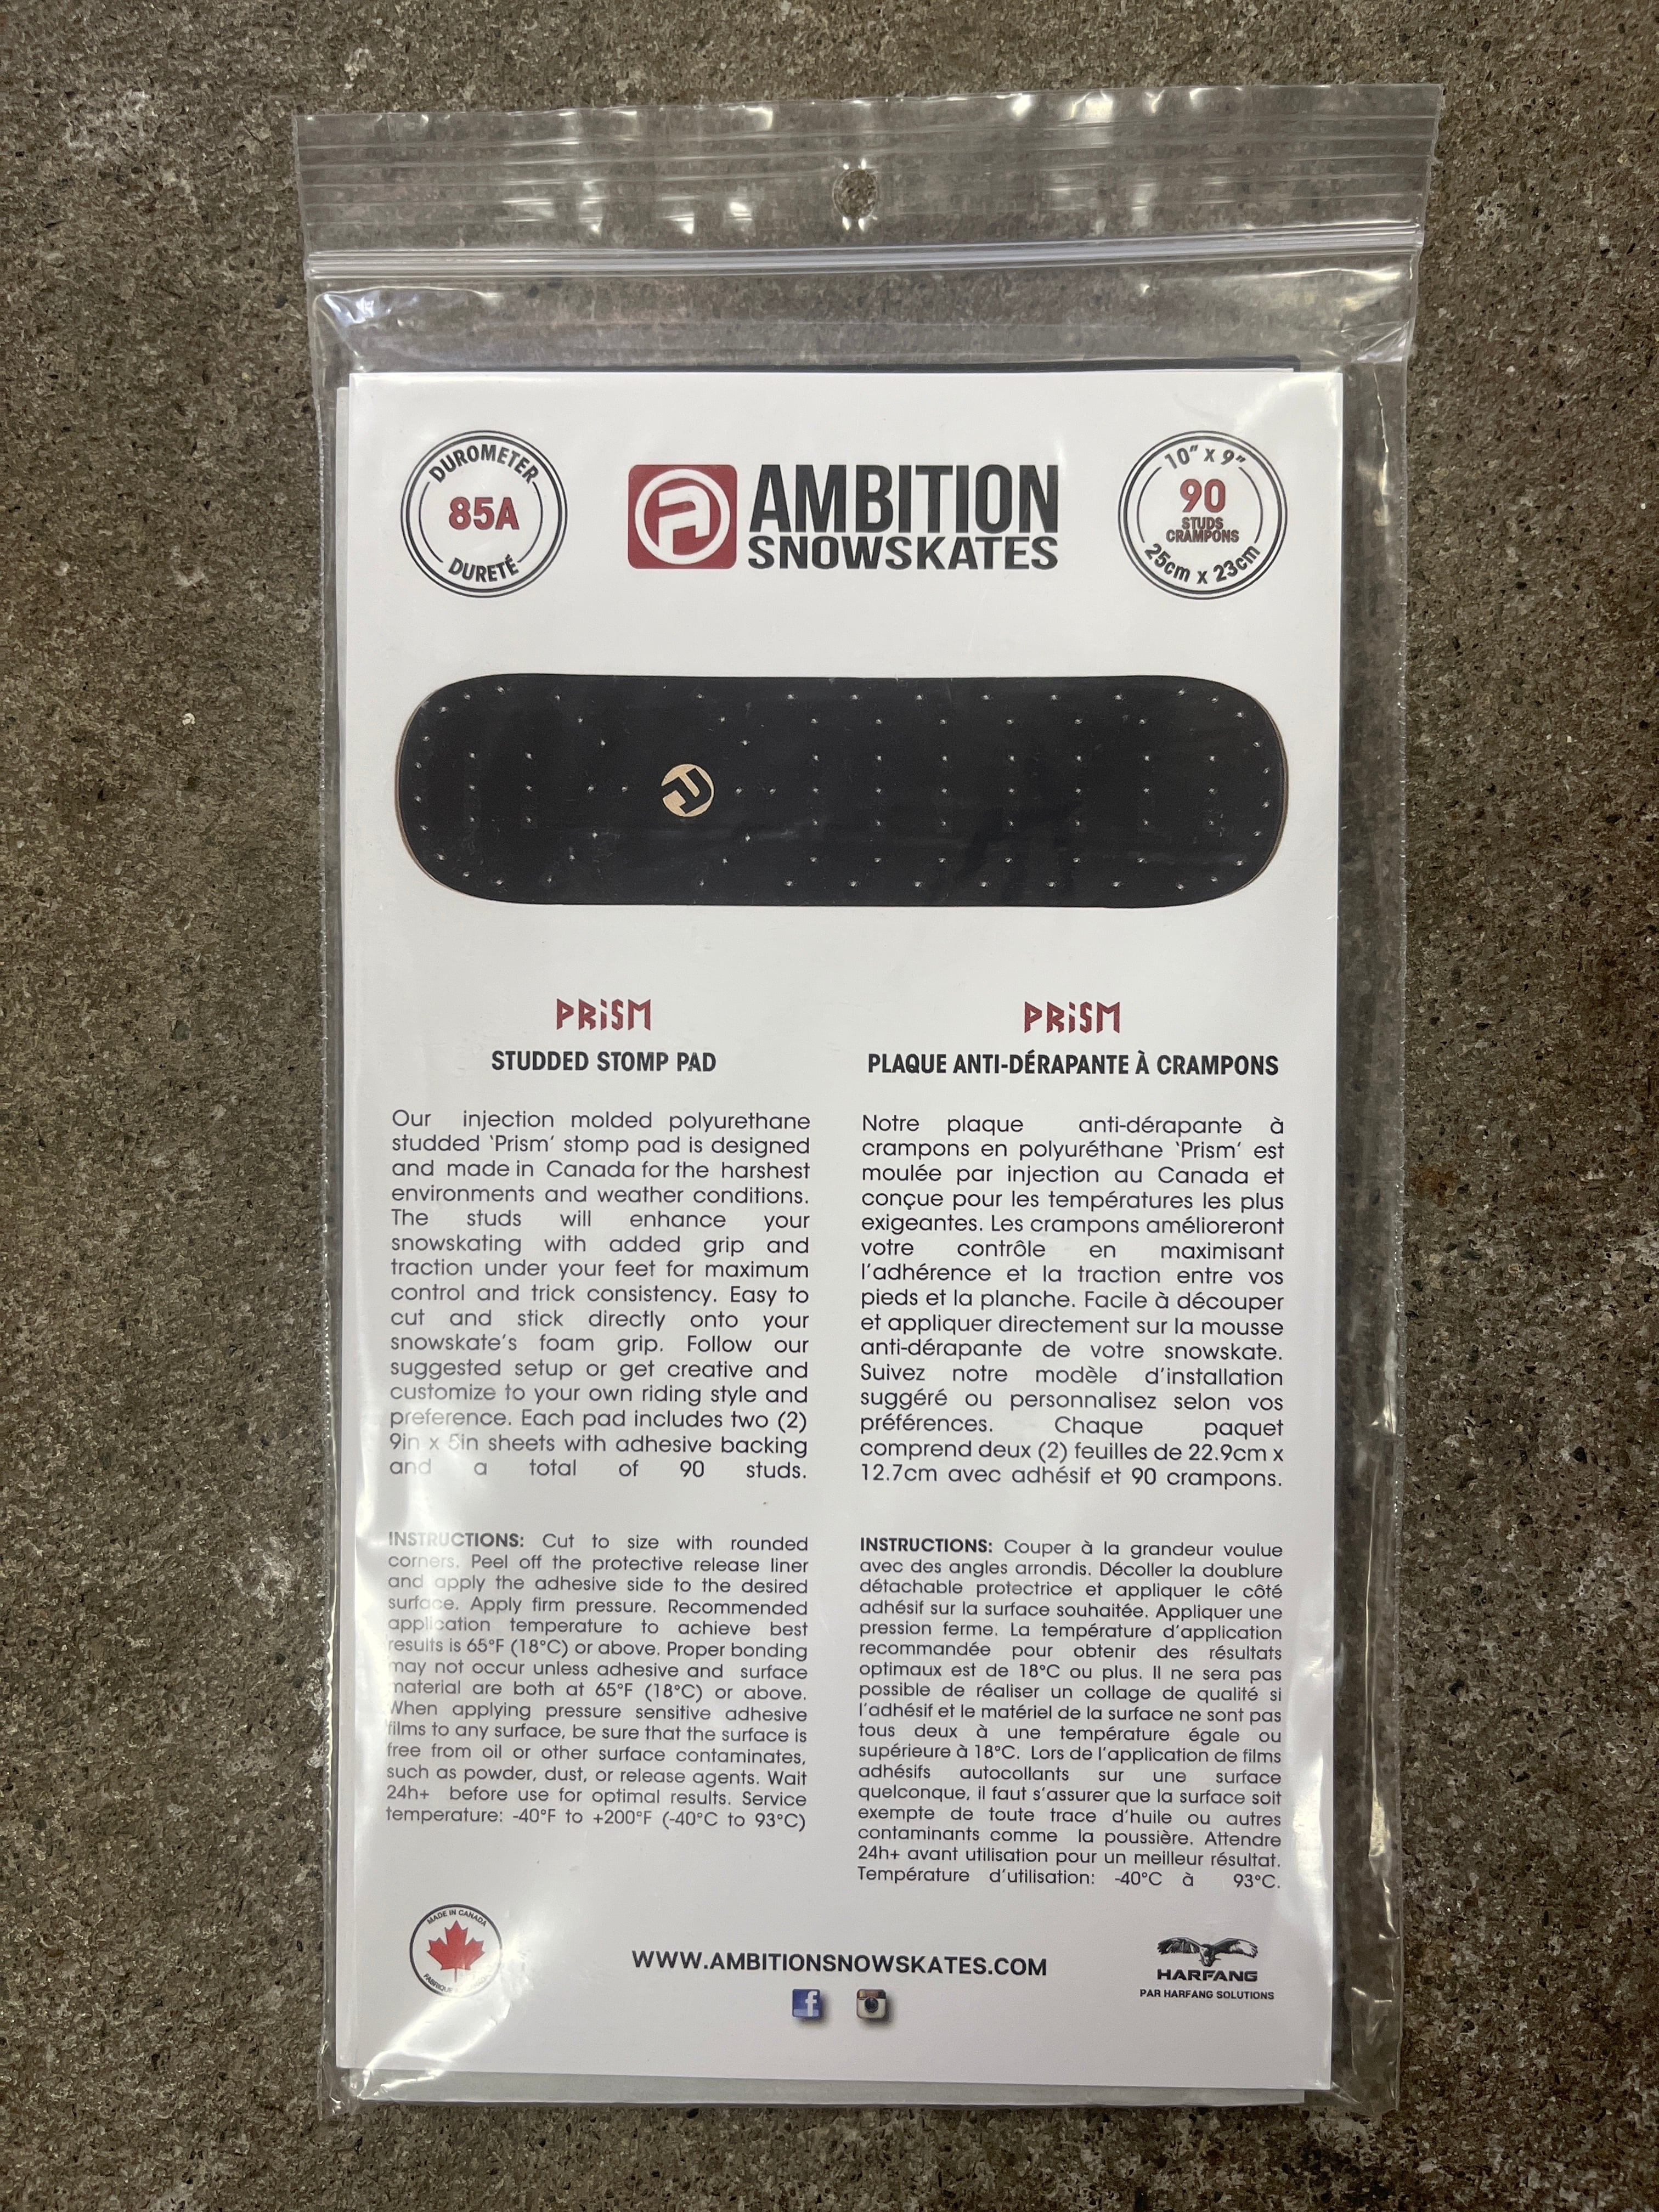 DUROMETER
85A
DURETÉ
AMBITION
SNOWSKATES
10" X 9"
90
STUDS
CRAMPONS
25cm x 23cm
PRiSM
STUDDED STOMP PAD
Our injection molded polyurethane
studded 'Prism' stomp pad is designed
and made in Canada for the harshest
environments and weather conditions.
The studs will enhance your
snowskating with added grip and
traction under your feet for maximum
control and trick consistency. Easy to
cut and stick directly onto your
snowskate's foam grip. Follow our
suggested setup or get creative and
customize to your own riding style and
preference. Each pad includes two (2)
9in x 5in sheets with adhesive backing
and a total of 90 studs.
INSTRUCTIONS: Cut to size with rounded
corners. Peel off the protective release liner
and apply the adhesive side to the desired
surface. Apply firm pressure. Recommended
application temperature to achieve best
results is 65°F (18°C) or above. Proper bonding
may not occur unless adhesive and surface
material are both at 65°F (18°C) or above.
When applying pressure sensitive adhesive
films to any surface, be sure that the surface is
free from oil or other surface contaminates,
such as powder, dust, or release agents. Wait
24h+ before use for optimal results. Service
temperature: -40°F to +200°F (-40°C to 93°C)
PRiSM
PLAQUE ANTI-DÉRAPANTE À CRAMPONS
Notre plaque anti-dérapante à
crampons en polyuréthane 'Prism' est
moulée par injection au Canada et
conçue pour les températures les plus
exigeantes. Les crampons amélioreront
votre contrôle en maximisant
l'adhérence et la traction entre vos
pieds et la planche. Facile à découper
et appliquer directement sur la mousse
anti-dérapante de votre snowskate.
Suivez notre modèle d'installation
suggéré ou personnalisez selon vos
préférences. Chaque paquet
comprend deux (2) feuilles de 22.9cm x
12.7cm avec adhésif et 90 crampons.
INSTRUCTIONS: Couper à la grandeur voulue
avec des angles arrondis. Décoller la doublure
détachable protectrice et appliquer le côté
adhésif sur la surface souhaitée. Appliquer une
pression ferme. La température d'application
recommandée pour obtenir des résultats
optimaux est de 18°C ou plus. Il ne sera pas
possible de réaliser un collage de qualité si
l'adhésif et le matériel de la surface ne sont pas
tous deux à une température égale ou
supérieure à 18°C. Lors de l'application de films
adhésifs autocollants sur une surface
quelconque, il faut s'assurer que la surface soit
exempte de toute trace d'huile ou autres
contaminants comme la poussière. Attendre
24h+ avant utilisation pour un meilleur résultat.
Température d'utilisation: -40°C à 93°C.
MADE IN CANADA
FABRIQUÉ
WWW.AMBITIONSNOWSKATES.COM
f
HARFANG
PAR HARFANG SOLUTIONS